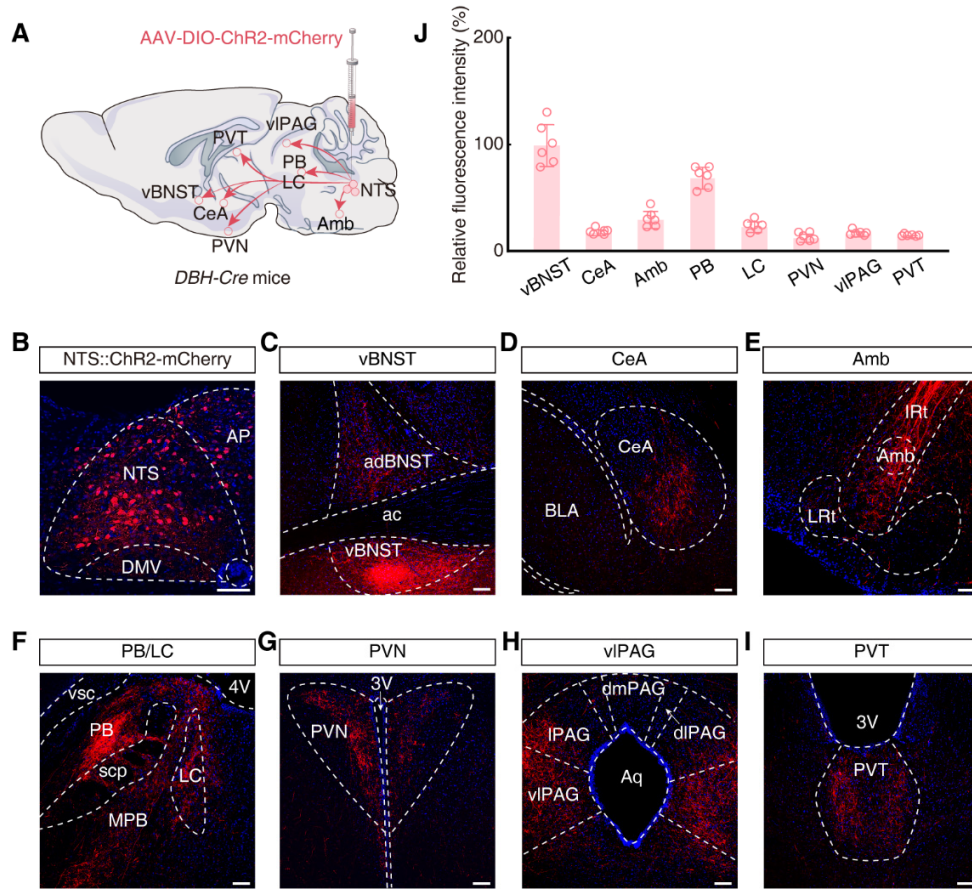 A
AAV-DIO-ChR2-mCherry
vlPAG
PVT
PB
LC
NTS
vBNST
CeA
Amb
PVN
DBH-Cre mice
J
Relative fluorescence intensity (%)
200
100
0
vBNST
CeA
Amb
PB
LC
PVN
vlPAG
PVT
B
NTS::ChR2-mCherry
AP
NTS
DMV
C
vBNST
adBNST
ac
vBNST
D
CeA
CeA
BLA
E
Amb
IRt
Amb
LRt
F
PB/LC
vsc
4V
PB
scp
LC
MPB
G
PVN
3V
PVN
H
vlPAG
dmPAG
dlPAG
lPAG
Aq
vlPAG
I
PVT
3V
PVT